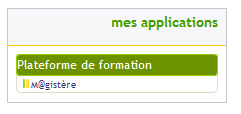 mes applications
Plateforme de formation
M@gistère